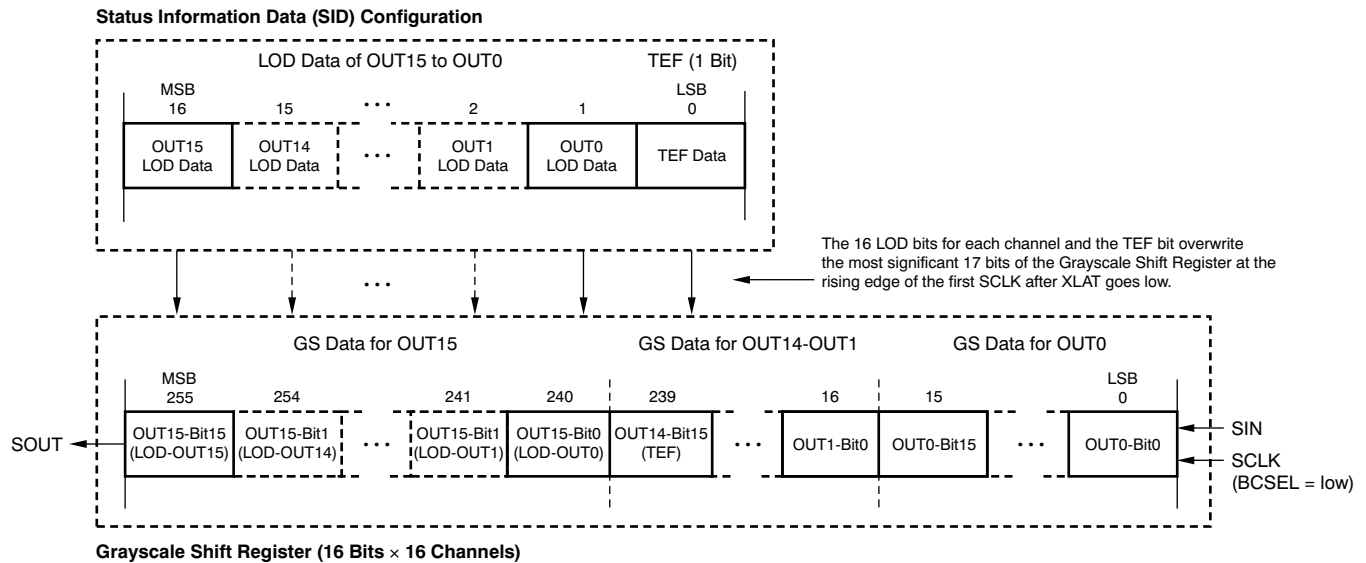 Status Information Data (SID) Configuration
LOD Data of OUT15 to OUT0 TEF (1 Bit)
MSB LSB
16 15 ... 2 1 0
OUT15 OUT14 OUT1 OUT0
LOD Data LOD Data ... LOD Data LOD Data TEF Data
The 16 LOD bits for each channel and the TEF bit overwrite
the most significant 17 bits of the Grayscale Shift Register at the
rising edge of the first SCLK after XLAT goes low.
...
GS Data for OUT15 GS Data for OUT14-OUT1 GS Data for OUT0
MSB LSB
255 254 241 240 239 16 15 0
SOUT
OUT15-Bit15 OUT15-Bit1 OUT15-Bit1 OUT15-Bit0 OUT14-Bit15
(LOD-OUT15) (LOD-OUT14) ... (LOD-OUT1) (LOD-OUT0) (TEF) ... OUT1-Bit0 OUT0-Bit15 ... OUT0-Bit0
SIN
SCLK
(BCSEL = low)
Grayscale Shift Register (16 Bits × 16 Channels)